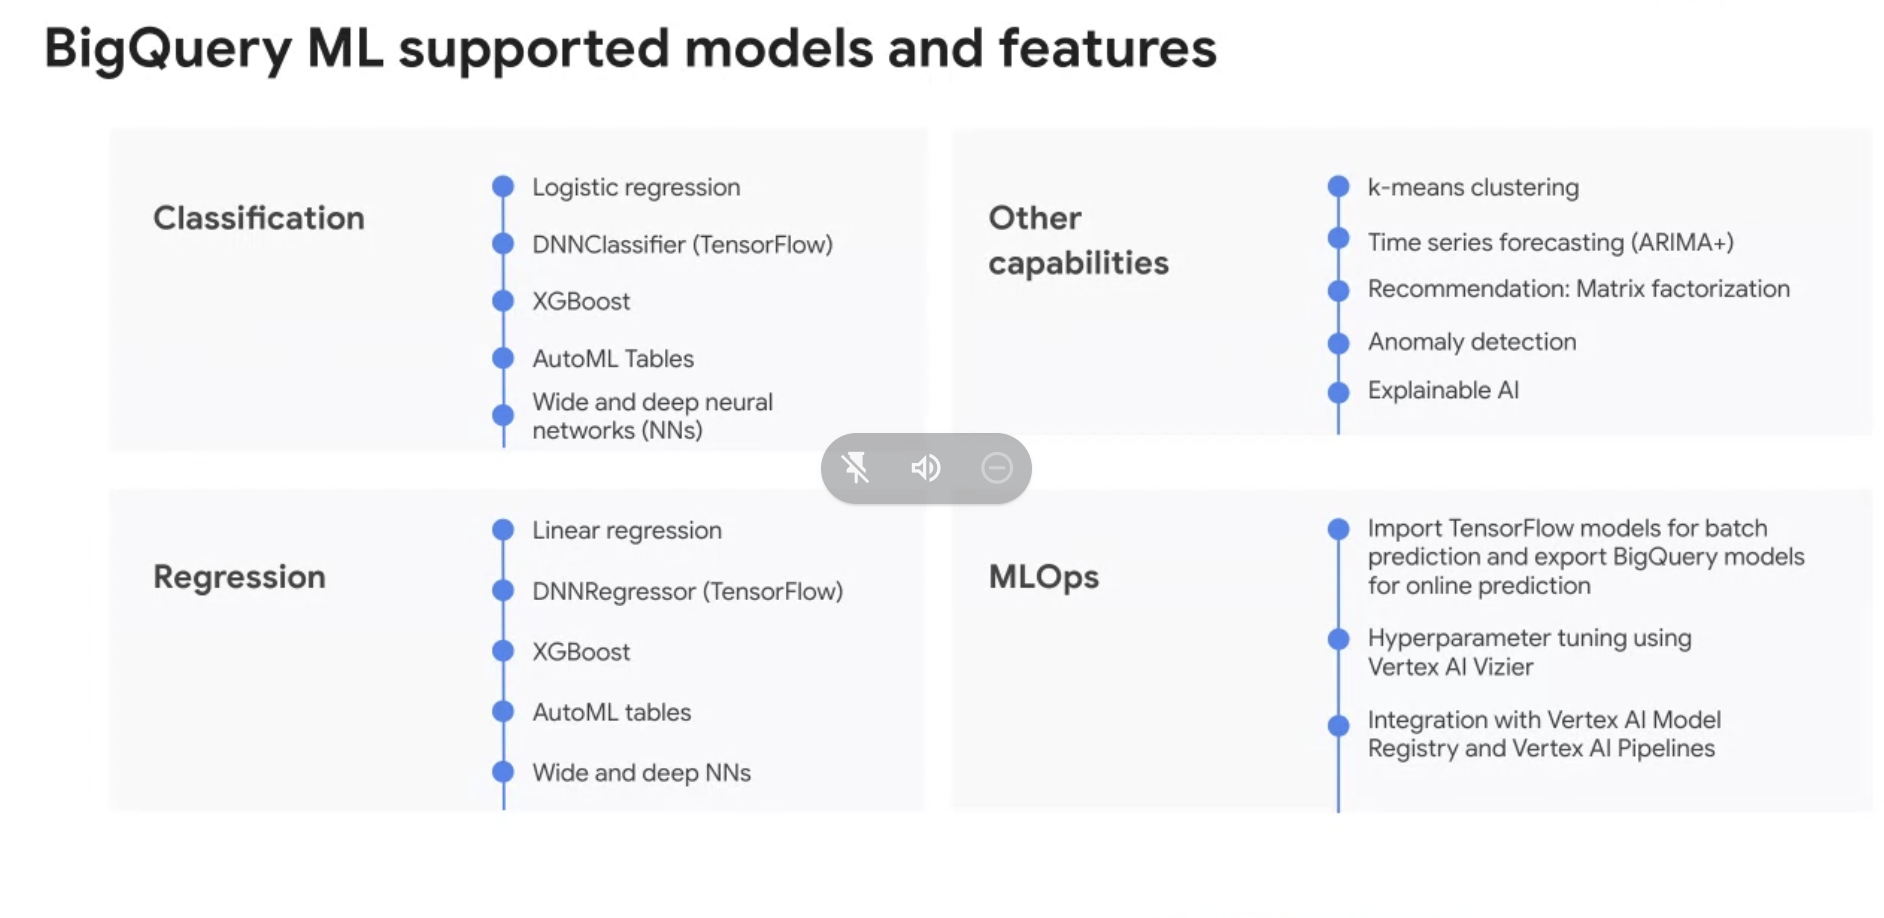 BigQuery ML supported models and features
Classification
Logistic regression
DNNClassifier (TensorFlow)
XGBoost
AutoML Tables
Wide and deep neural
networks (NNs)
Other
capabilities
k-means clustering
Time series forecasting (ARIMA+)
Recommendation: Matrix factorization
Anomaly detection
Explainable AI
Regression
Linear regression
DNNRegressor (TensorFlow)
XGBoost
AutoML tables
Wide and deep NNs
MLOps
Import TensorFlow models for batch
prediction and export BigQuery models
for online prediction
Hyperparameter tuning using
Vertex AI Vizier
Integration with Vertex AI Model
Registry and Vertex AI Pipelines